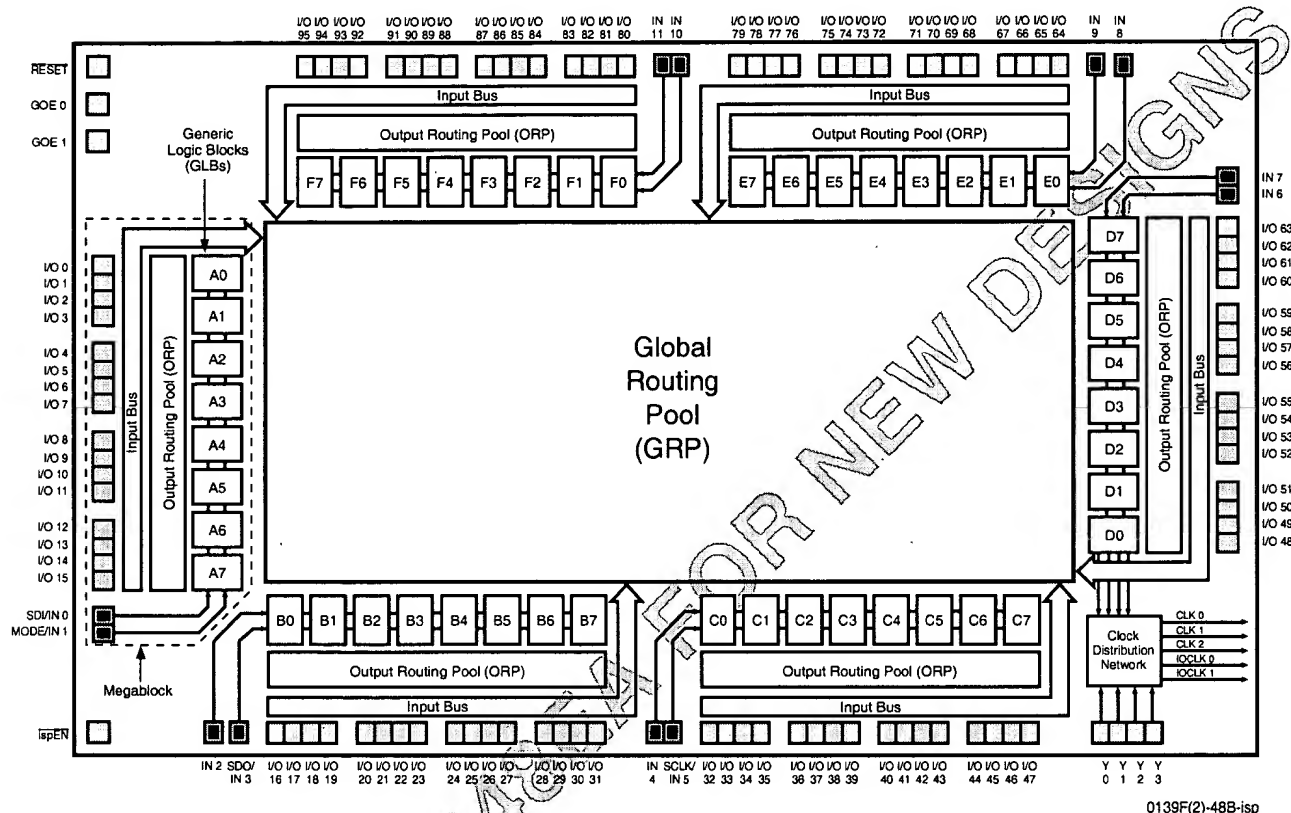 I/O I/O I/O I/O
95 94 93 92
I/O I/O I/O I/O
91 90 89 88
I/O I/O I/O I/O
87 86 85 84
I/O I/O I/O I/O
83 82 81 80
IN IN
11 10
I/O I/O I/O I/O
79 78 77 76
I/O I/O I/O I/O
75 74 73 72
I/O I/O I/O I/O
71 70 69 68
I/O I/O I/O I/O
67 66 65 64
IN IN
9 8
RESET
GOE 0
GOE 1
Input Bus
Output Routing Pool (ORP)
F7 F6 F5 F4 F3 F2 F1 F0
Input Bus
Output Routing Pool (ORP)
E7 E6 E5 E4 E3 E2 E1 E0
IN 7
IN 6
Generic
Logic Blocks
(GLBs)
I/O 0
I/O 1
I/O 2
I/O 3
I/O 4
I/O 5
I/O 6
I/O 7
I/O 8
I/O 9
I/O 10
I/O 11
I/O 12
I/O 13
I/O 14
I/O 15
SDI/IN 0
MODE/IN 1
Input Bus
Output Routing Pool (ORP)
A0
A1
A2
A3
A4
A5
A6
A7
Megablock
Global
Routing
Pool
(GRP)
D7
D6
D5
D4
D3
D2
D1
D0
Output Routing Pool (ORP)
Input Bus
I/O 63
I/O 62
I/O 61
I/O 60
I/O 59
I/O 58
I/O 57
I/O 56
I/O 55
I/O 54
I/O 53
I/O 52
I/O 51
I/O 50
I/O 49
I/O 48
B0 B1 B2 B3 B4 B5 B6 B7
Output Routing Pool (ORP)
Input Bus
C0 C1 C2 C3 C4 C5 C6 C7
Output Routing Pool (ORP)
Input Bus
Clock
Distribution
Network
CLK 0
CLK 1
CLK 2
IOCLK 0
IOCLK 1
ispEN
IN 2 SDO/
IN 3
I/O I/O I/O I/O
16 17 18 19
I/O I/O I/O I/O
20 21 22 23
I/O I/O I/O I/O
24 25 26 27
I/O I/O I/O I/O
28 29 30 31
IN SCLK/
4 IN 5
I/O I/O I/O I/O
32 33 34 35
I/O I/O I/O I/O
36 37 38 39
I/O I/O I/O I/O
40 41 42 43
I/O I/O I/O I/O
44 45 46 47
Y Y Y Y
0 1 2 3
0139F(2)-48B-isp
48EA FOR NEW DESIGNS